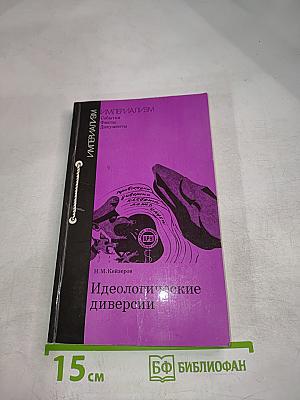 ИМПЕРИАЛИЗМ
ИМПЕРИАЛИЗМ
События
Факты
Документы
Н.М.Кейзеров
Идеологические
диверсии
15 см
БФ БИБЛИОФАН